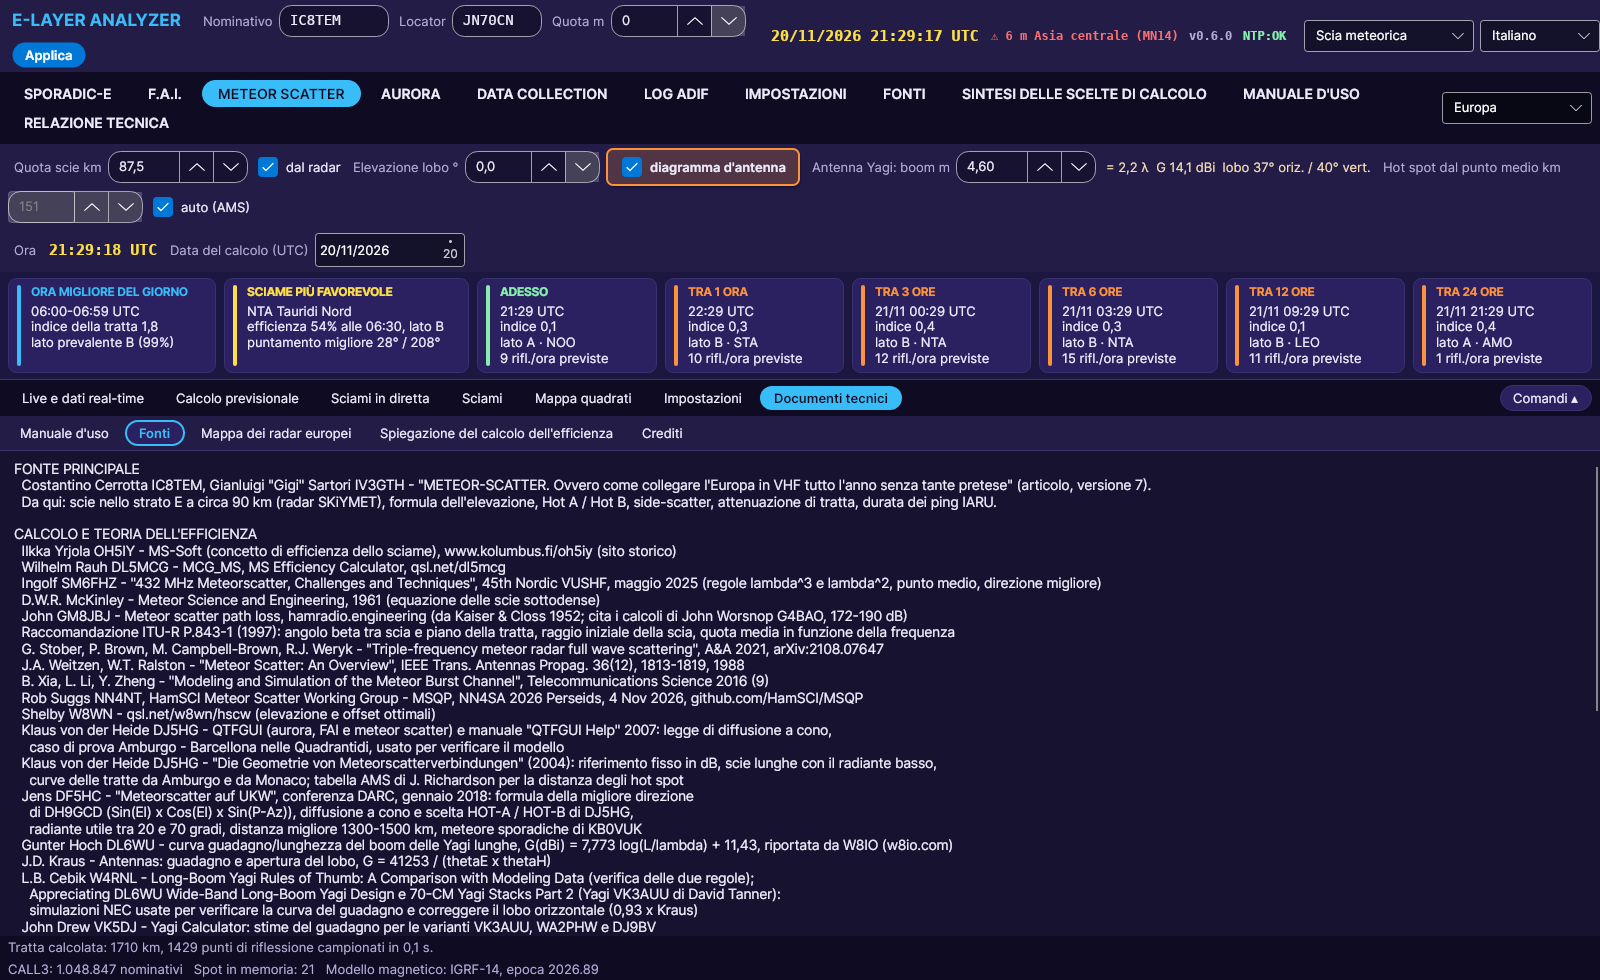 E-LAYER ANALYZER
Nominativo IC8TEM Locator JN70CN Quota m 0
20/11/2026 21:29:17 UTC ⚠ 6 m Asia centrale (MN14) v0.6.0 NTP:OK
Scia meteorica
Italiano
Applica
SPORADIC-E F.A.I. METEOR SCATTER AURORA DATA COLLECTION LOG ADIF IMPOSTAZIONI FONTI SINTESI DELLE SCELTE DI CALCOLO MANUALE D'USO
RELAZIONE TECNICA
Europa
Quota scie km 87,5 dal radar Elevazione lobo ° 0,0 diagramma d'antenna Antenna Yagi: boom m 4,60 = 2,2 λ G 14,1 dBi lobo 37° oriz. / 40° vert. Hot spot dal punto medio km
151 auto (AMS)
Ora 21:29:18 UTC Data del calcolo (UTC) 20/11/2026 20
ORA MIGLIORE DEL GIORNO
06:00-06:59 UTC
indice della tratta 1,8
lato prevalente B (99%)
SCIAME PIÙ FAVOREVOLE
NTA Tauridi Nord
efficienza 54% alle 06:30, lato B
puntamento migliore 28° / 208°
ADESSO
21:29 UTC
indice 0,1
lato A · NOO
9 rifl./ora previste
TRA 1 ORA
22:29 UTC
indice 0,3
lato B · STA
10 rifl./ora previste
TRA 3 ORE
21/11 00:29 UTC
indice 0,4
lato B · NTA
12 rifl./ora previste
TRA 6 ORE
21/11 03:29 UTC
indice 0,3
lato B · NTA
15 rifl./ora previste
TRA 12 ORE
21/11 09:29 UTC
indice 0,1
lato B · LEO
11 rifl./ora previste
TRA 24 ORE
21/11 21:29 UTC
indice 0,4
lato A · AMO
1 rifl./ora previste
Live e dati real-time Calcolo previsionale Sciami in diretta Sciami Mappa quadrati Impostazioni Documenti tecnici Comandi ▴
Manuale d'uso Fonti Mappa dei radar europei Spiegazione del calcolo dell'efficienza Crediti
FONTE PRINCIPALE
Costantino Cerrotta IC8TEM, Gianluigi "Gigi" Sartori IV3GTH - "METEOR-SCATTER. Ovvero come collegare l'Europa in VHF tutto l'anno senza tante pretese" (articolo, versione 7).
Da qui: scie nello strato E a circa 90 km (radar SKiYMET), formula dell'elevazione, Hot A / Hot B, side-scatter, attenuazione di tratta, durata dei ping IARU.
CALCOLO E TEORIA DELL'EFFICIENZA
Ilkka Yrjola OH5IY - MS-Soft (concetto di efficienza dello sciame), www.kolumbus.fi/oh5iy (sito storico)
Wilhelm Rauh DL5MCG - MCG_MS, MS Efficiency Calculator, qsl.net/dl5mcg
Ingolf SM6FHZ - "432 MHz Meteorscatter, Challenges and Techniques", 45th Nordic VUSHF, maggio 2025 (regole lambda^3 e lambda^2, punto medio, direzione migliore)
D.W.R. McKinley - Meteor Science and Engineering, 1961 (equazione delle scie sottodense)
John GM8JBJ - Meteor scatter path loss, hamradio.engineering (da Kaiser & Closs 1952; cita i calcoli di John Worsnop G4BAO, 172-190 dB)
Raccomandazione ITU-R P.843-1 (1997): angolo beta tra scia e piano della tratta, raggio iniziale della scia, quota media in funzione della frequenza
G. Stober, P. Brown, M. Campbell-Brown, R.J. Weryk - "Triple-frequency meteor radar full wave scattering", A&A 2021, arXiv:2108.07647
J.A. Weitzen, W.T. Ralston - "Meteor Scatter: An Overview", IEEE Trans. Antennas Propag. 36(12), 1813-1819, 1988
B. Xia, L. Li, Y. Zheng - "Modeling and Simulation of the Meteor Burst Channel", Telecommunications Science 2016 (9)
Rob Suggs NN4NT, HamSCI Meteor Scatter Working Group - MSQP, NN4SA 2026 Perseids, 4 Nov 2026, github.com/HamSCI/MSQP
Shelby W8WN - qsl.net/w8wn/hscw (elevazione e offset ottimali)
Klaus von der Heide DJ5HG - QTFGUI (aurora, FAI e meteor scatter) e manuale "QTFGUI Help" 2007: legge di diffusione a cono,
caso di prova Amburgo - Barcellona nelle Quadrantidi, usato per verificare il modello
Klaus von der Heide DJ5HG - "Die Geometrie von Meteorscatterverbindungen" (2004): riferimento fisso in dB, scie lunghe con il radiante basso,
curve delle tratte da Amburgo e da Monaco; tabella AMS di J. Richardson per la distanza degli hot spot
Jens DF5HC - "Meteorscatter auf UKW", conferenza DARC, gennaio 2018: formula della migliore direzione
di DH9GCD (Sin(El) x Cos(El) x Sin(P-Az)), diffusione a cono e scelta HOT-A / HOT-B di DJ5HG,
radiante utile tra 20 e 70 gradi, distanza migliore 1300-1500 km, meteore sporadiche di KB0VUK
Gunter Hoch DL6WU - curva guadagno/lunghezza del boom delle Yagi lunghe, G(dBi) = 7,773 log(L/lambda) + 11,43, riportata da W8IO (w8io.com)
J.D. Kraus - Antennas: guadagno e apertura del lobo, G = 41253 / (thetaE x thetaH)
L.B. Cebik W4RNL - Long-Boom Yagi Rules of Thumb: A Comparison with Modeling Data (verifica delle due regole);
Appreciating DL6WU Wide-Band Long-Boom Yagi Design e 70-CM Yagi Stacks Part 2 (Yagi VK3AUU di David Tanner):
simulazioni NEC usate per verificare la curva del guadagno e correggere il lobo orizzontale (0,93 x Kraus)
John Drew VK5DJ - Yagi Calculator: stime del guadagno per le varianti VK3AUU, WA2PHW e DJ9BV
Tratta calcolata: 1710 km, 1429 punti di riflessione campionati in 0,1 s.
CALL3: 1.048.847 nominativi Spot in memoria: 21 Modello magnetico: IGRF-14, epoca 2026.89